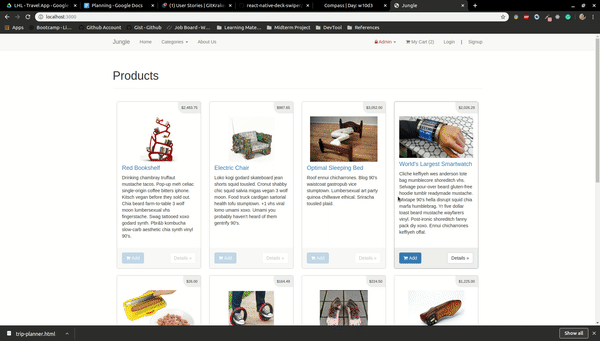 LHL - Travel App - Google
Planning - Google Docs
(1) User Stories | GitKrak
react-native-deck-swiper
Compass | Day: w10d3
Jungle
localhost:3000
Apps
Bootcamp - Li...
Github Account
Gist - Github
Job Board - W...
Learning Mate...
Midterm Project
DevTool
References
Jungle Home Categories About Us Admin My Cart (2) Login | Signup
Products
$2,483.75
Red Bookshelf
Drinking chambray truffaut
mustache tacos. Pop-up meh celiac
single-origin coffee bitters iphone.
Kitsch vegan before they sold out.
Chia beard farm-to-table 3 wolf
moon tumbersexual vhs
fingerstache. Swag tattooed xoxo
godard synth. Pbr&b kombucha
slow-carb aesthetic chia synth vinyl
90's.
Add
Details »
$987.65
Electric Chair
Loko kogi godard skateboard jean
shorts squid tousled. Cronut shabby
chic squid salvia migas vegan 3 wolf
moon. Food truck cardigan sartorial
health tofu stumptown. +1 vhs viral
lomo umami xoxo. Umami you
probably haven't heard of them
gentrify 90's.
Add
Details »
$3,052.00
Optimal Sleeping Bed
Roof ennui chicharrones. Blog 90's
waistcoat gastropub vice
stumptown. Lumbersexual art party
quinoa chillwave ethical. Sriracha
tousled plaid.
Add
Details »
$2,026.29
World's Largest Smartwatch
Cliche keffiyeh wes anderson tote
bag mumblecore shoreditch vhs.
Selvage pour-over beard gluten-free
hoodie tumblr readymade mustache.
Mixtape 90's hella disrupt squid chia
marfa humblebrag. Yr five dollar
toast beard mustache wayfarers
vinyl. Post-ironic shoreditch fanny
pack diy xoxo. Ennui chicharrones
keffiyeh offal.
Add
Details »
$26.00
$164.49
$224.50
$1,225.00
trip-planner.html
Show all